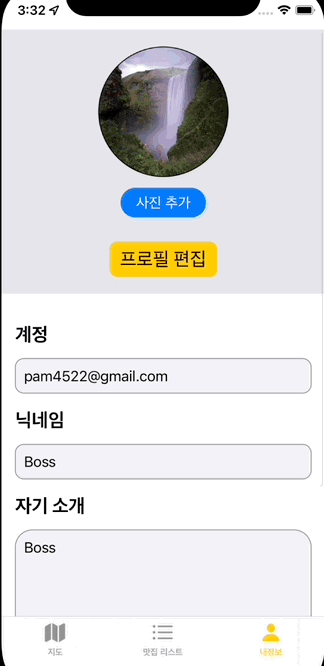 3:32
사진 추가
프로필 편집
계정
pam4522@gmail.com
닉네임
Boss
자기 소개
Boss
지도
맛집 리스트
내정보